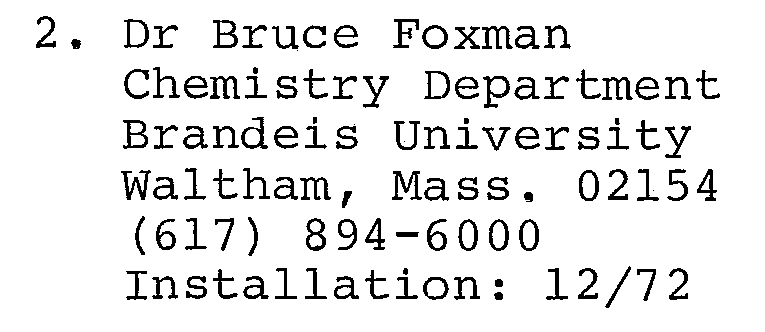 2. Dr Bruce Foxman
Chemistry Department
Brandeis University
Waltham, Mass. 02154
(617) 894-6000
Installation: 12/72